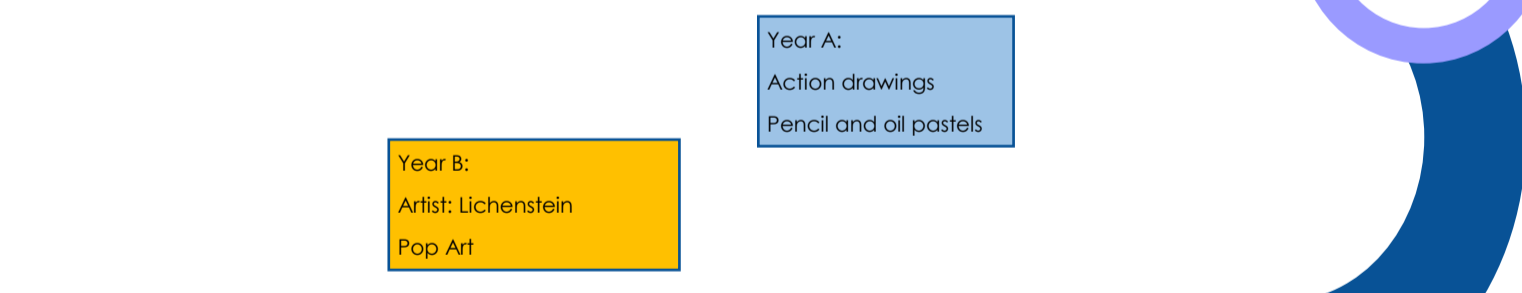 Year A:
Action drawings
Pencil and oil pastels
Year B:
Artist: Lichenstein
Pop Art